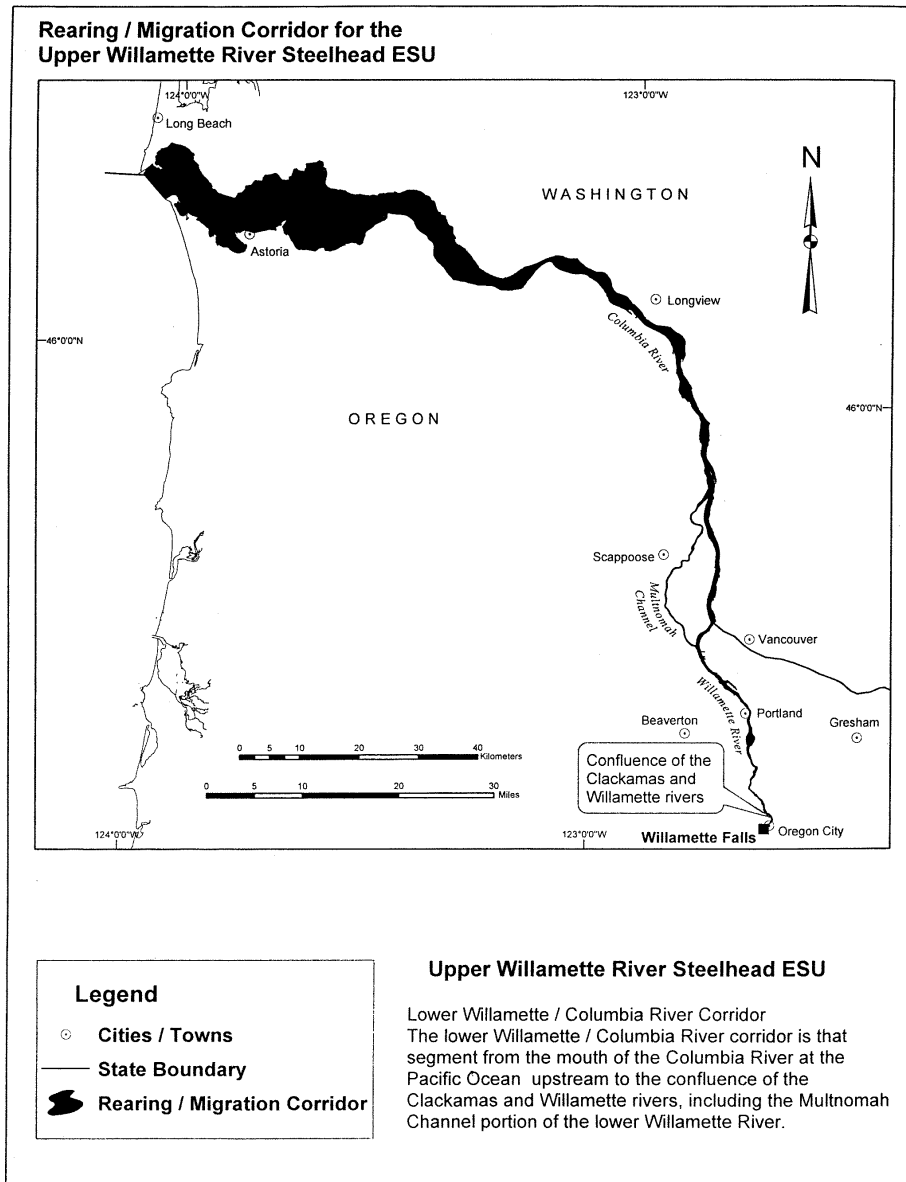 Rearing / Migration Corridor for the
Upper Willamette River Steelhead ESU
124°0'0"W
123°0'0"W
Long Beach
N
WASHINGTON
Astoria
Longview
Columbia River
46°0'0"N
46°0'0"N
OREGON
Scappoose
Multnomah
Channel
Vancouver
Willamette River
Portland
Beaverton
Gresham
0 5 10 20 30 40
Kilometers
0 5 10 20 30
Miles
Confluence of the
Clackamas and
Willamette rivers
124°0'0"W
123°0'0"W
Oregon City
Willamette Falls
Legend
Cities / Towns
State Boundary
Rearing / Migration Corridor
Upper Willamette River Steelhead ESU
Lower Willamette / Columbia River Corridor
The lower Willamette / Columbia River corridor is that
segment from the mouth of the Columbia River at the
Pacific Ocean upstream to the confluence of the
Clackamas and Willamette rivers, including the Multnomah
Channel portion of the lower Willamette River.